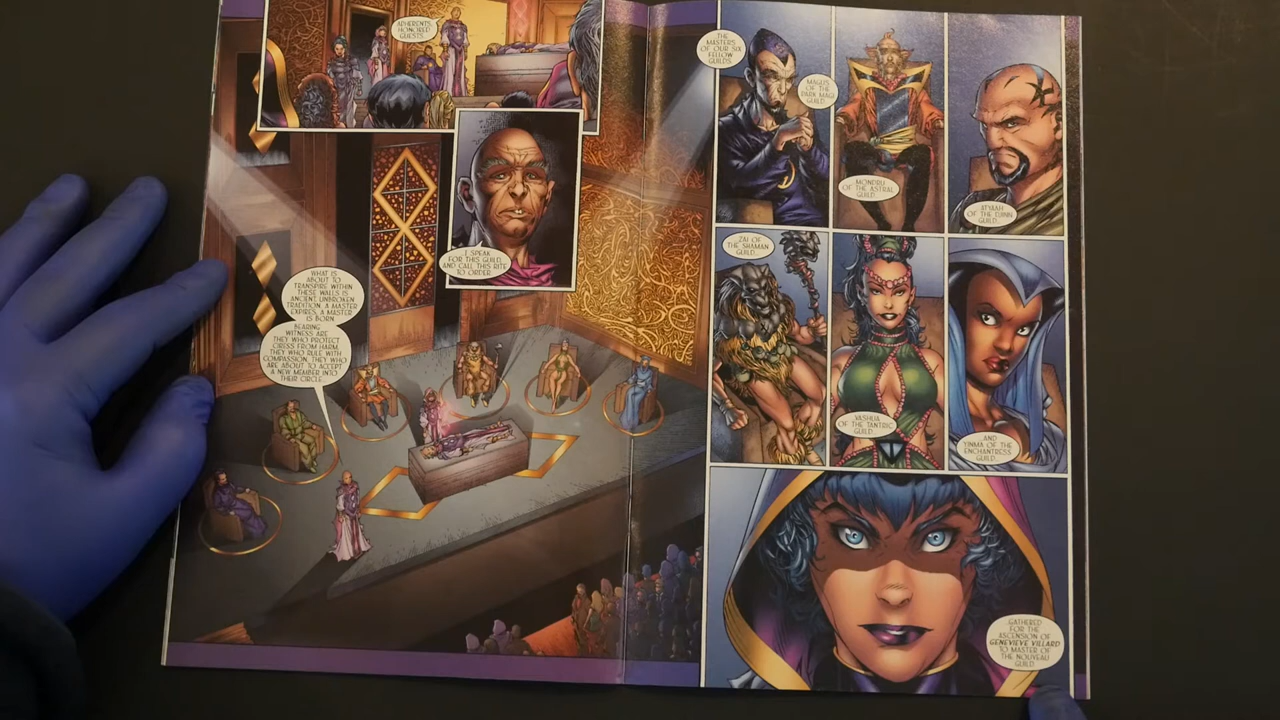 ADHERENTS,
HONORED
GUESTS.
I SPEAK
FOR THIS GUILD,
AND CALL THIS RITE
TO ORDER.
WHAT IS
ABOUT TO
TRANSPIRE WITHIN
THESE WALLS IS
ANCIENT, UNBROKEN
TRADITION. A MASTER
EXPIRES, A MASTER
IS BORN.
BEARING
WITNESS ARE
THEY WHO PROTECT
ORESS FROM HARM,
THEY WHO RULE WITH
COMPASSION, THEY WHO
ARE ABOUT TO ACCEPT
A NEW MEMBER INTO
THEIR CIRCLE...
THE
MASTERS
OF OUR SIX
FELLOW
GUILDS.
MAGUS
OF THE
DARK MAGI
GUILD...
MONDRU
OF THE ASTRAL
GUILD...
ATYAAH
OF THE DJINN
GUILD...
ZAI OF
THE SHAMAN
GUILD...
YASHUA
OF THE TANTRIC
GUILD...
...AND
YINMA OF THE
ENCHANTRESS
GUILD...
GATHERED
FOR THE
ASCENSION OF
GENEVIEVE VILLARD
TO MASTER OF
THE NOUVEAU
GUILD.